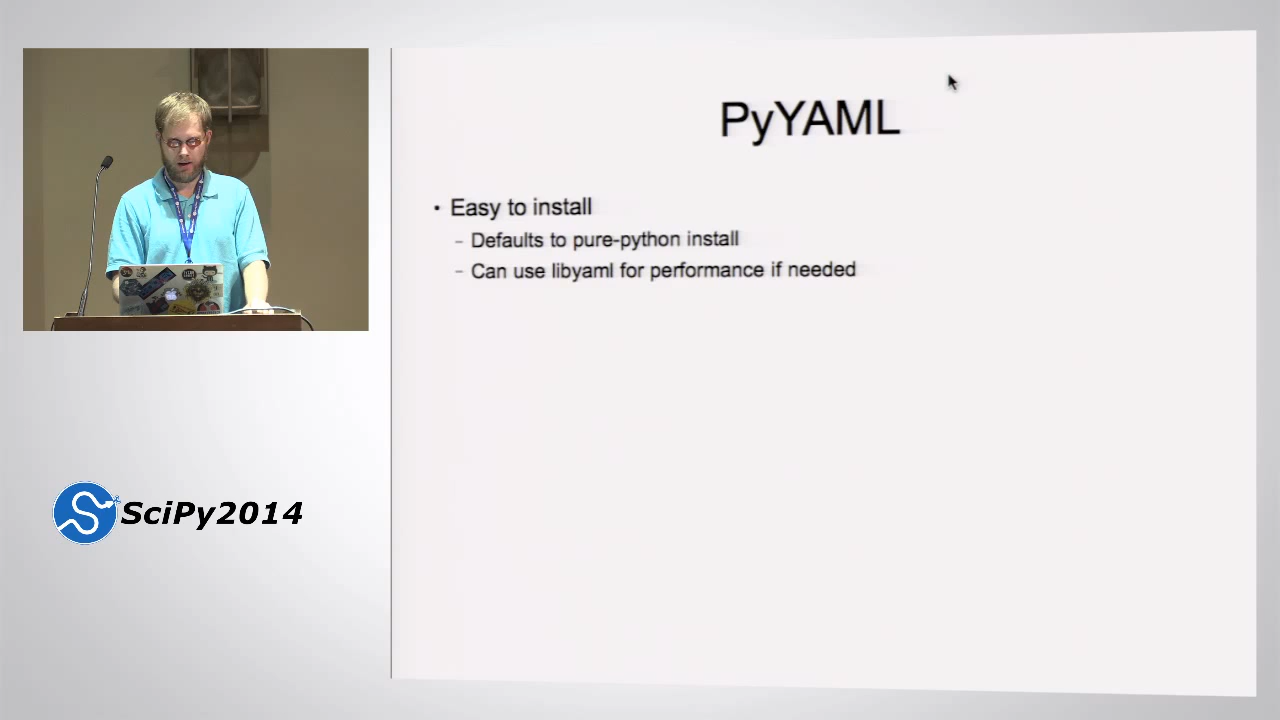 PyYAML
• Easy to install
– Defaults to pure-python install
– Can use libyaml for performance if needed
SciPy2014